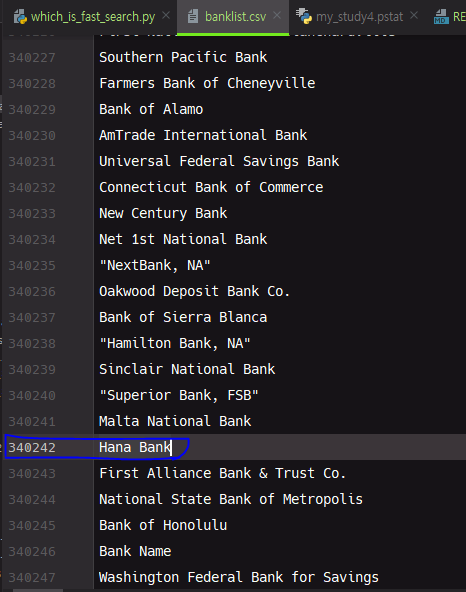 which_is_fast_search.py banklist.csv my_study4.pstat RE
340227 Southern Pacific Bank
340228 Farmers Bank of Cheneyville
340229 Bank of Alamo
340230 AmTrade International Bank
340231 Universal Federal Savings Bank
340232 Connecticut Bank of Commerce
340233 New Century Bank
340234 Net 1st National Bank
340235 "NextBank, NA"
340236 Oakwood Deposit Bank Co.
340237 Bank of Sierra Blanca
340238 "Hamilton Bank, NA"
340239 Sinclair National Bank
340240 "Superior Bank, FSB"
340241 Malta National Bank
340242 Hana Bank
340243 First Alliance Bank & Trust Co.
340244 National State Bank of Metropolis
340245 Bank of Honolulu
340246 Bank Name
340247 Washington Federal Bank for Savings